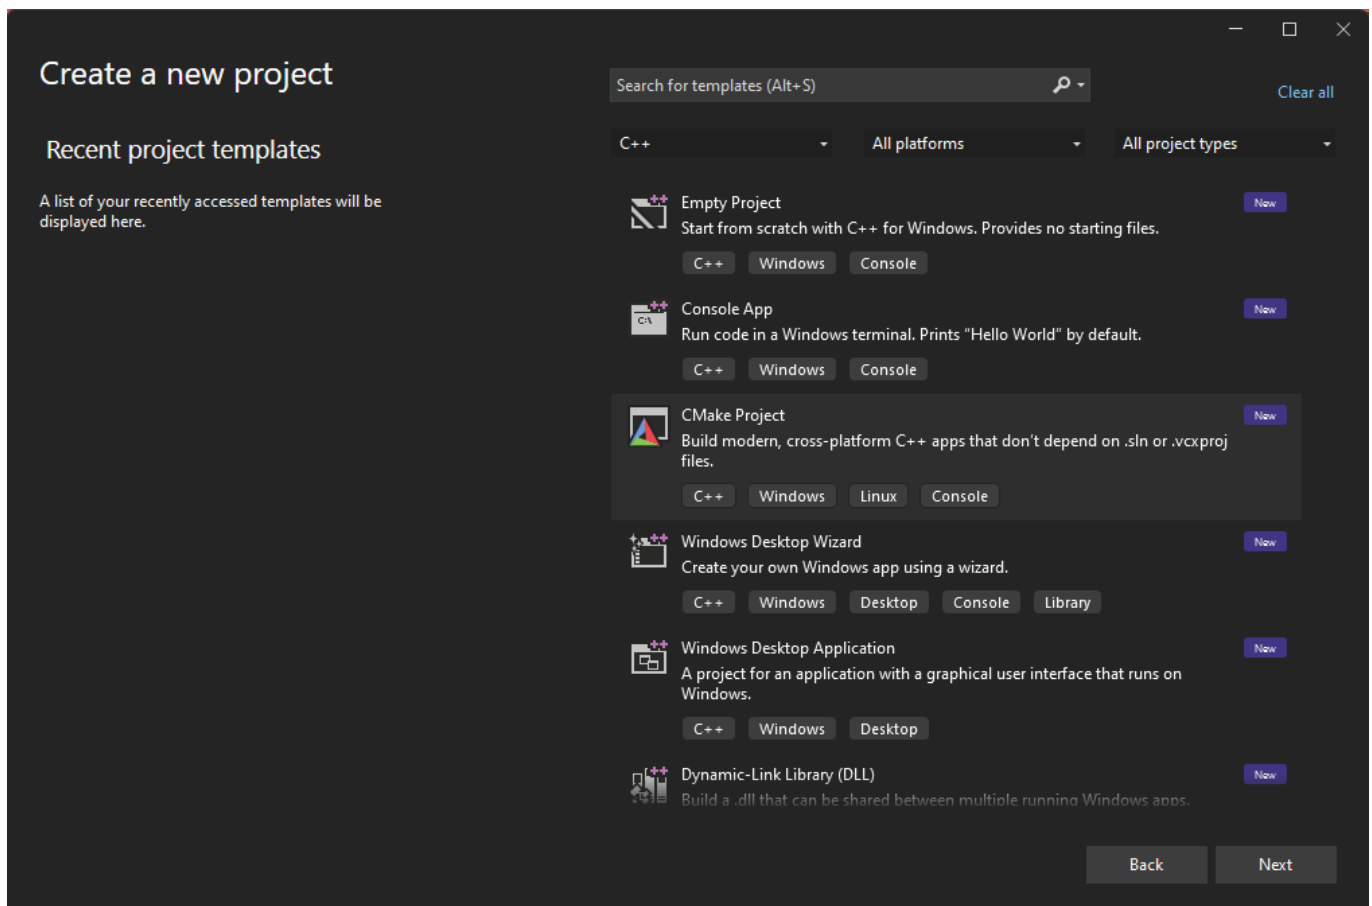 Create a new project
Search for templates (Alt+S)
Clear all
Recent project templates
C++
All platforms
All project types
A list of your recently accessed templates will be
displayed here.
Empty Project
New
Start from scratch with C++ for Windows. Provides no starting files.
C++ Windows Console
Console App
New
C:\
Run code in a Windows terminal. Prints “Hello World” by default.
C++ Windows Console
CMake Project
New
Build modern, cross-platform C++ apps that don’t depend on .sln or .vcxproj
files.
C++ Windows Linux Console
Windows Desktop Wizard
New
Create your own Windows app using a wizard.
C++ Windows Desktop Console Library
Windows Desktop Application
New
A project for an application with a graphical user interface that runs on
Windows.
C++ Windows Desktop
Dynamic-Link Library (DLL)
New
Build a .dll that can be shared between multiple running Windows apps.
Back
Next